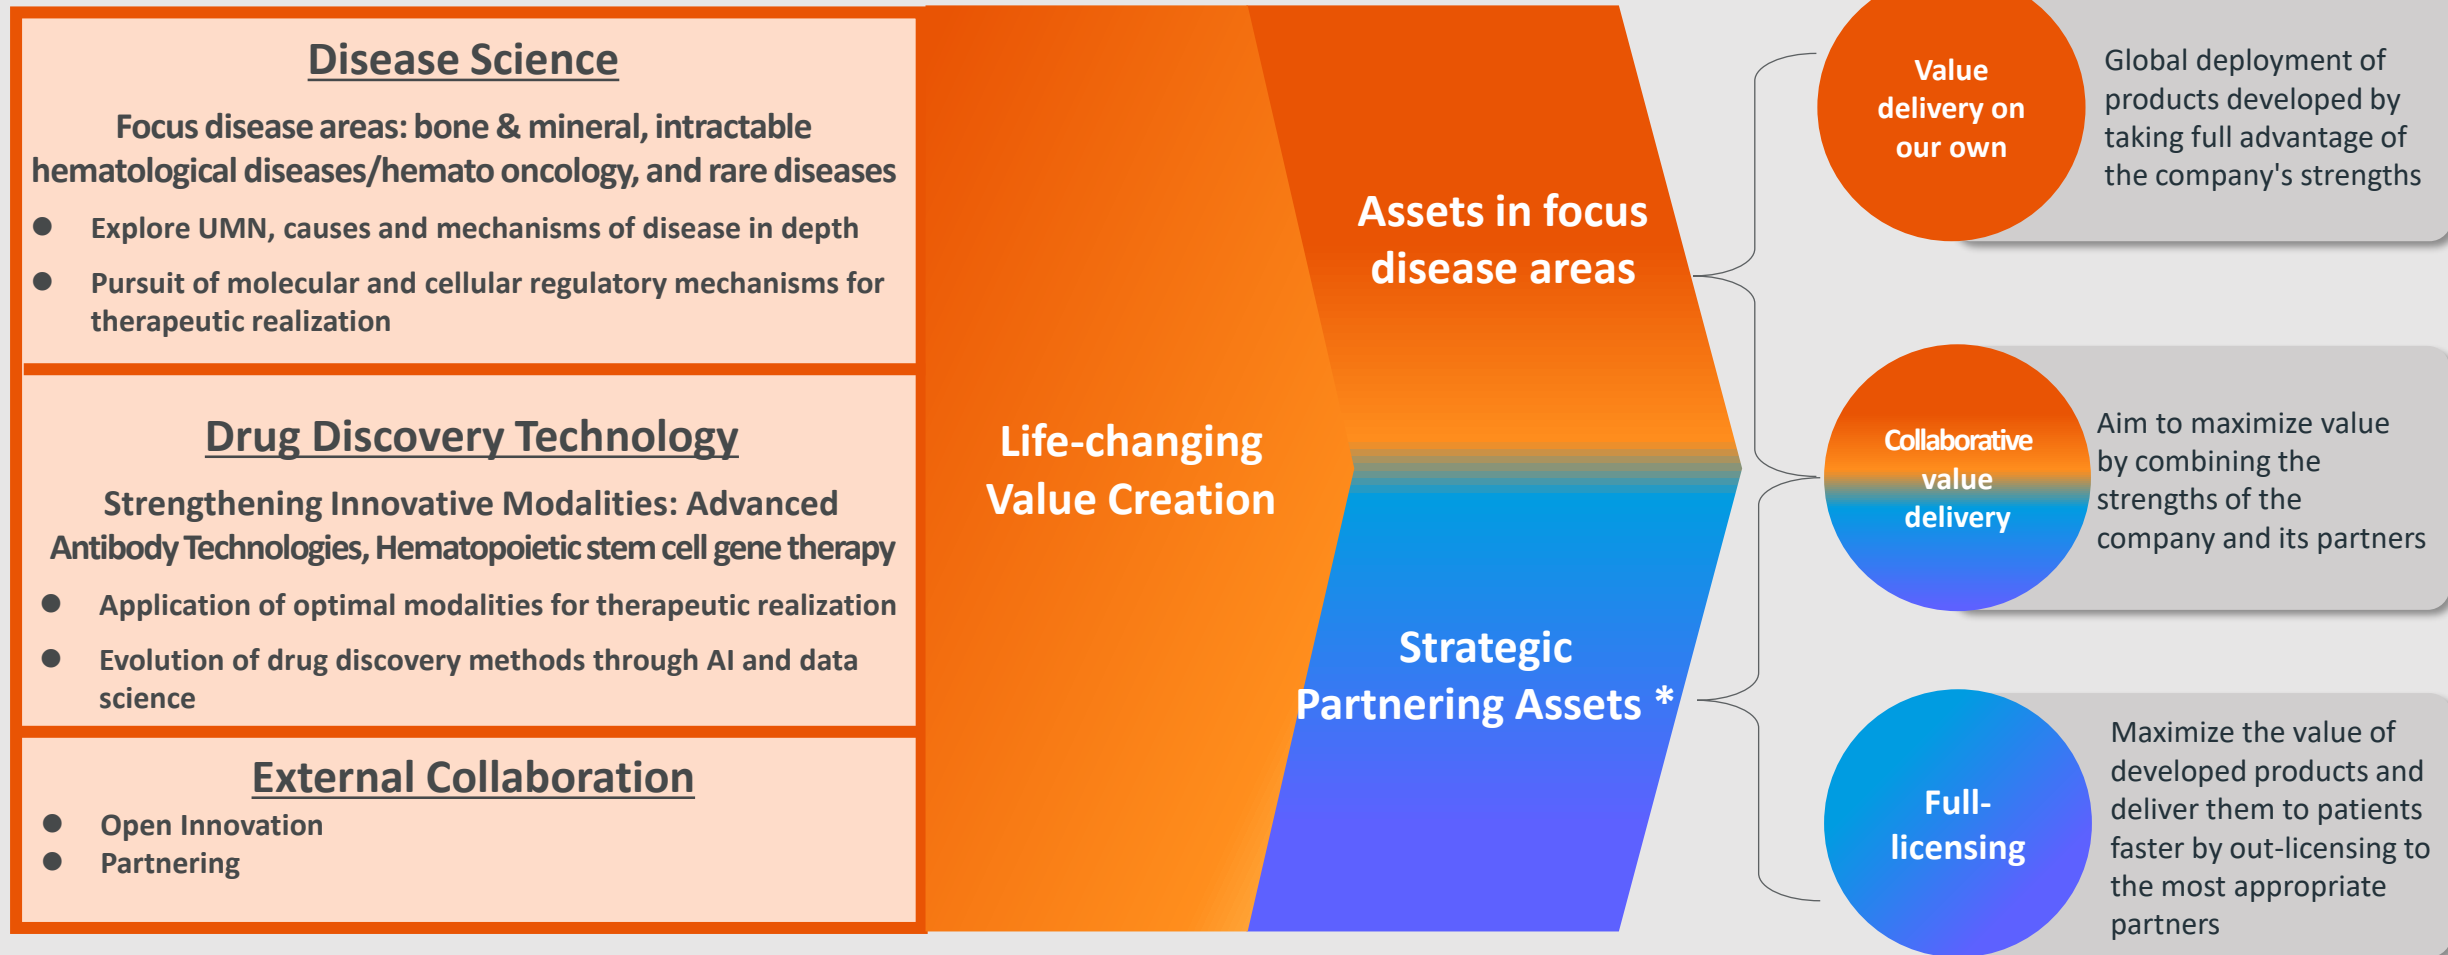 Disease Science
Focus disease areas: bone & mineral, intractable
hematological diseases/hemato oncology, and rare diseases
● Explore UMN, causes and mechanisms of disease in depth
● Pursuit of molecular and cellular regulatory mechanisms for
therapeutic realization
Drug Discovery Technology
Strengthening Innovative Modalities: Advanced
Antibody Technologies, Hematopoietic stem cell gene therapy
● Application of optimal modalities for therapeutic realization
● Evolution of drug discovery methods through AI and data
science
External Collaboration
● Open Innovation
● Partnering
Life-changing
Value Creation
Assets in focus
disease areas
Strategic
Partnering Assets *
Value
delivery on
our own
Global deployment of
products developed by
taking full advantage of
the company's strengths
Collaborative
value
delivery
Aim to maximize value
by combining the
strengths of the
company and its partners
Full-
licensing
Maximize the value of
developed products and
deliver them to patients
faster by out-licensing to
the most appropriate
partners